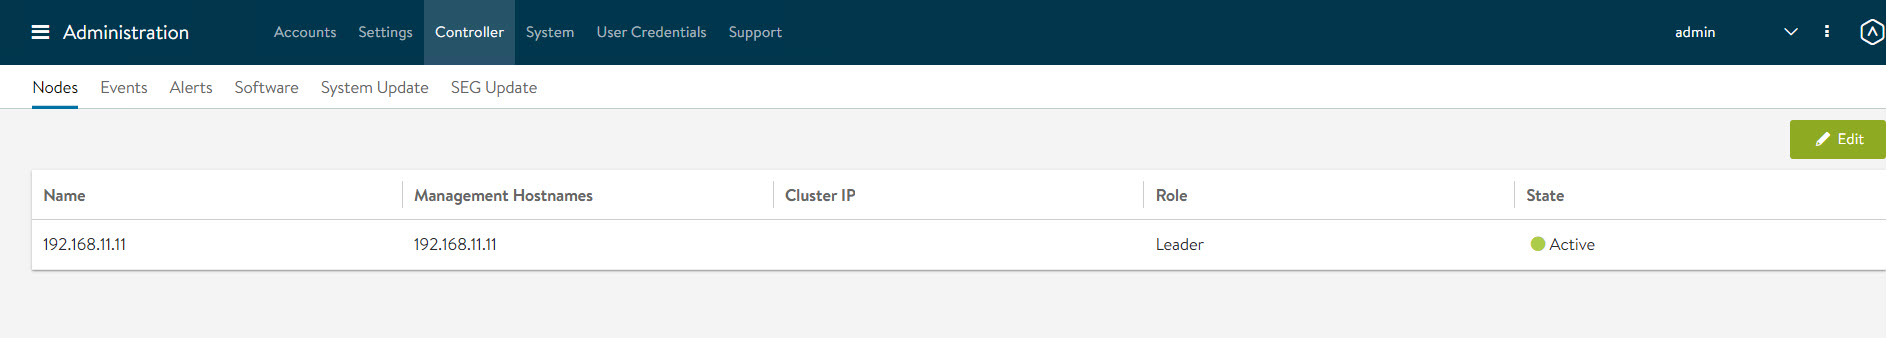 Administration Accounts Settings Controller System User Credentials Support admin
Nodes Events Alerts Software System Update SEG Update
Edit
Name Management Hostnames Cluster IP Role State
192.168.11.11 192.168.11.11 Leader Active